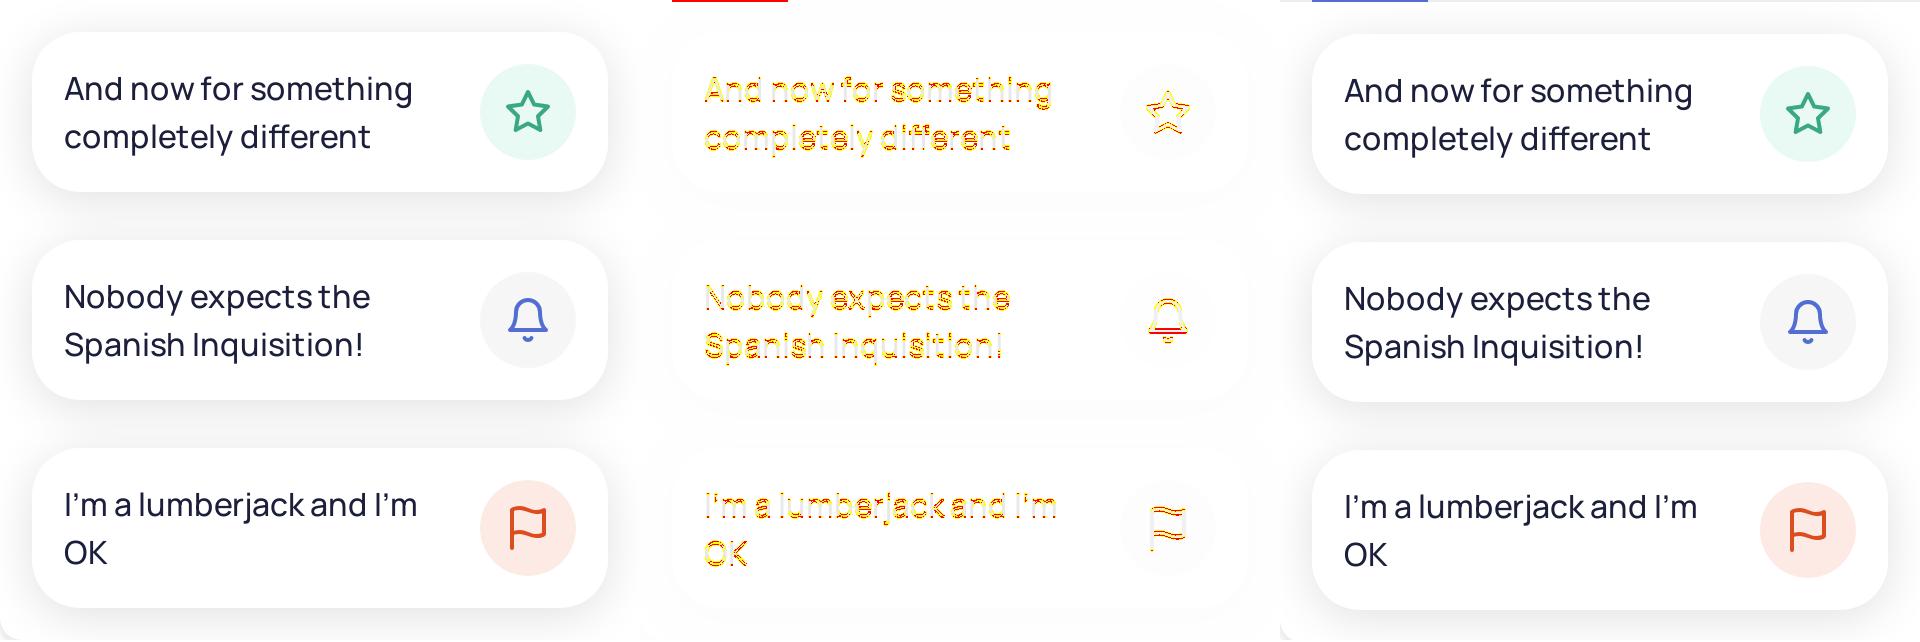 And now for something
completely different
Nobody expects the
Spanish Inquisition!
I'm a lumberjack and I'm
OK
And now for something
completely different
Nobody expects the
Spanish Inquisition!
I'm a lumberjack and I'm
OK
And now for something
completely different
Nobody expects the
Spanish Inquisition!
I'm a lumberjack and I'm
OK